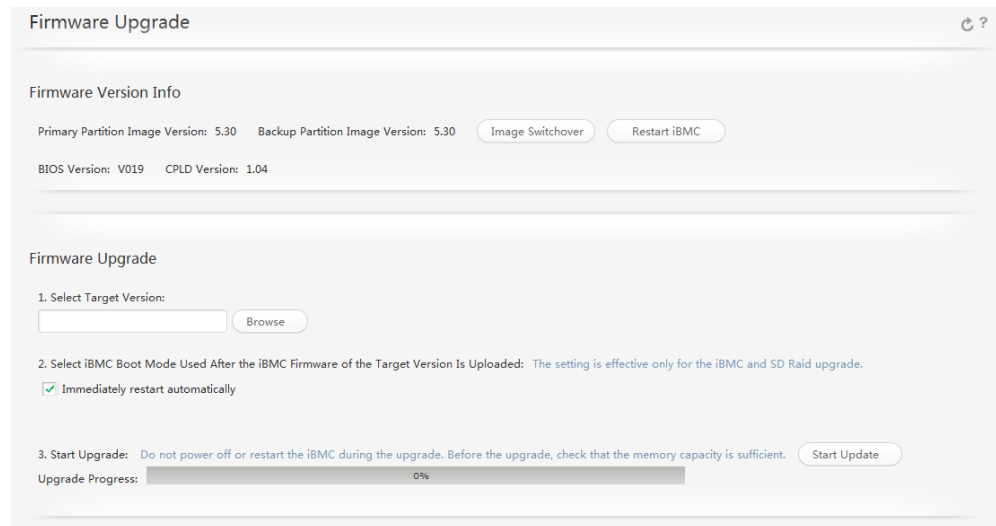 Firmware Upgrade
?
Firmware Version Info
Primary Partition Image Version: 5.30 Backup Partition Image Version: 5.30 Image Switchover Restart iBMC
BIOS Version: V019 CPLD Version: 1.04
Firmware Upgrade
1. Select Target Version:
Browse
2. Select iBMC Boot Mode Used After the iBMC Firmware of the Target Version Is Uploaded: The setting is effective only for the iBMC and SD Raid upgrade.
Immediately restart automatically
3. Start Upgrade: Do not power off or restart the iBMC during the upgrade. Before the upgrade, check that the memory capacity is sufficient. Start Update
Upgrade Progress: 0%